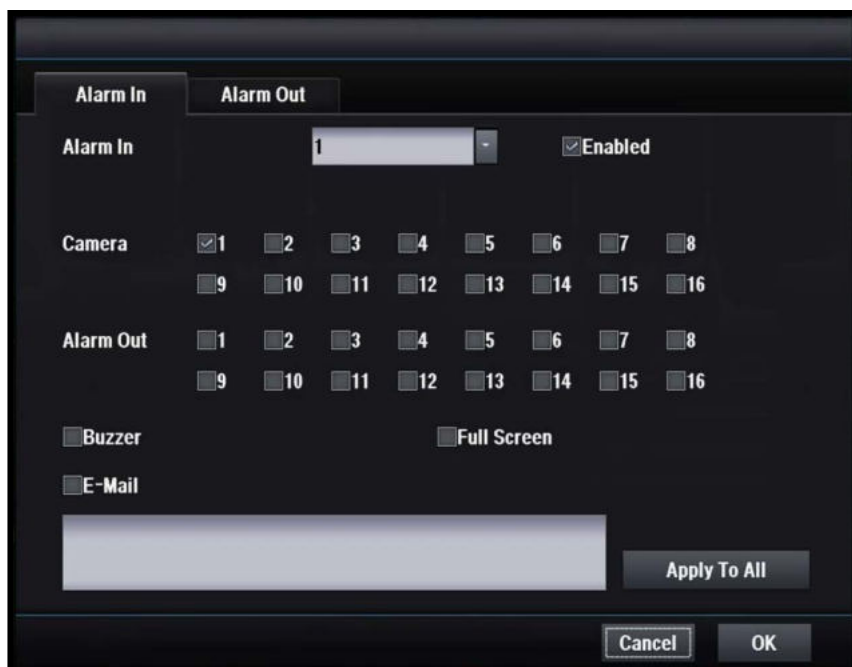 Alarm In Alarm Out
Alarm In 1 Enabled
Camera 1 2 3 4 5 6 7 8
9 10 11 12 13 14 15 16
Alarm Out 1 2 3 4 5 6 7 8
9 10 11 12 13 14 15 16
Buzzer Full Screen
E-Mail
Apply To All
Cancel OK